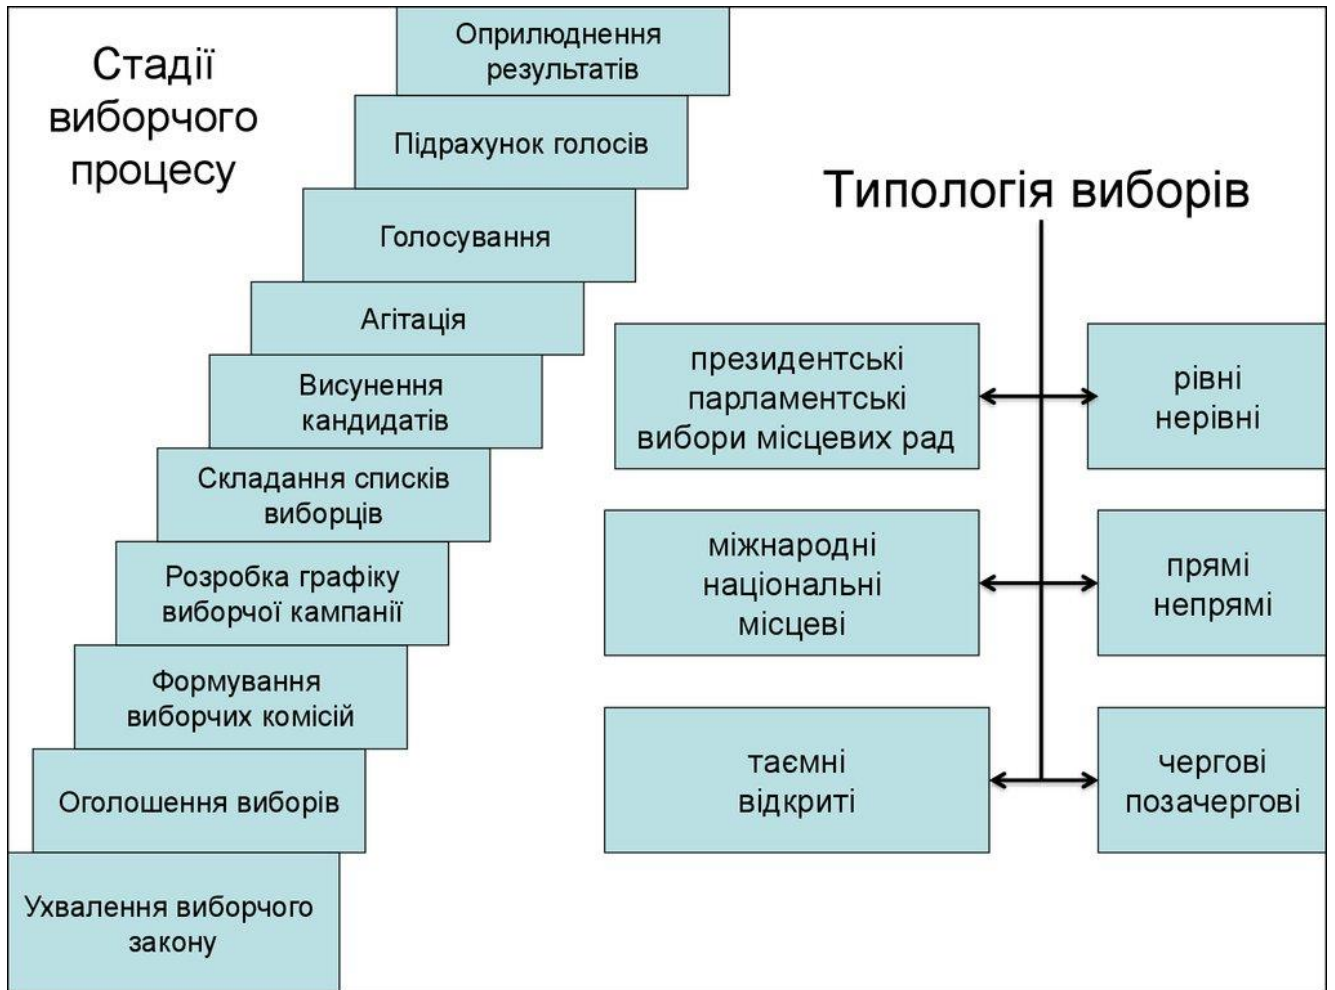 Стадії
виборчого
процесу
Оприлюднення
результатів
Підрахунок голосів
Голосування
Агітація
Висунення
кандидатів
Складання списків
виборців
Розробка графіку
виборчої кампанії
Формування
виборчих комісій
Оголошення виборів
Ухвалення виборчого
закону
Типологія виборів
президентські
парламентські
вибори місцевих рад
рівні
нерівні
міжнародні
національні
місцеві
прямі
непрямі
таємні
відкриті
чергові
позачергові